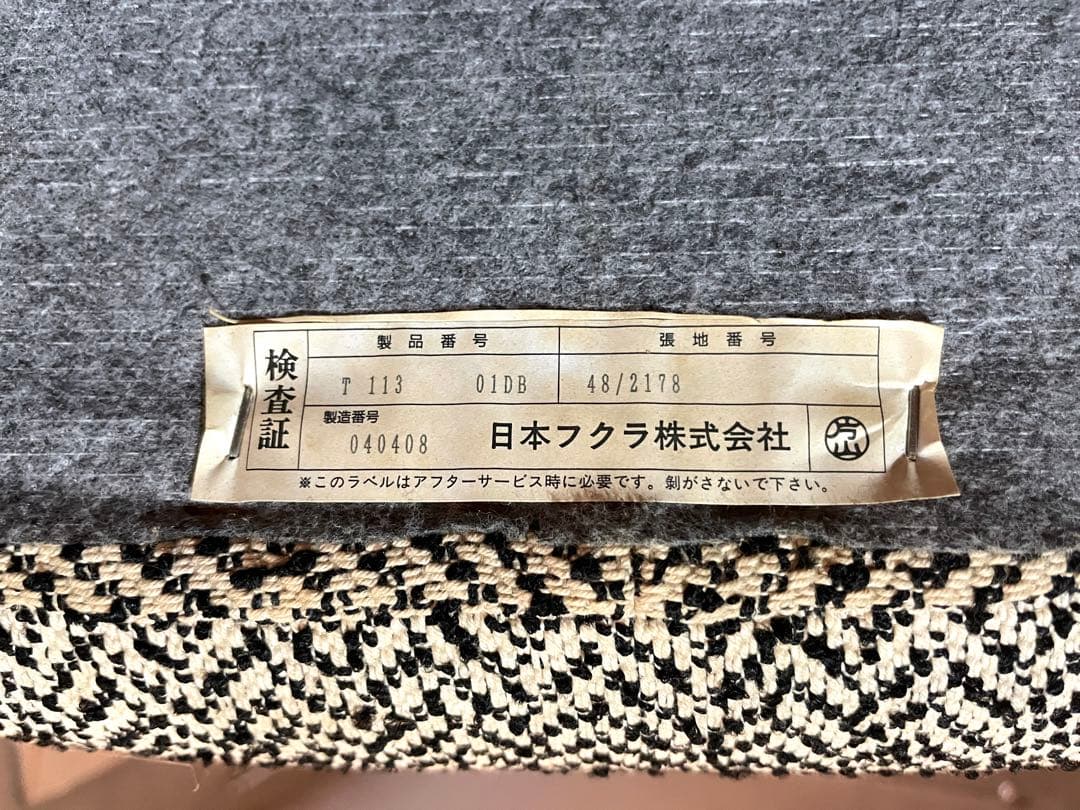 検査証
製品番号 張地番号
T 113 01DB 48/2178
製造番号
040408 日本フクラ株式会社
※このラベルはアフターサービス時に必要です。剝がさないで下さい。